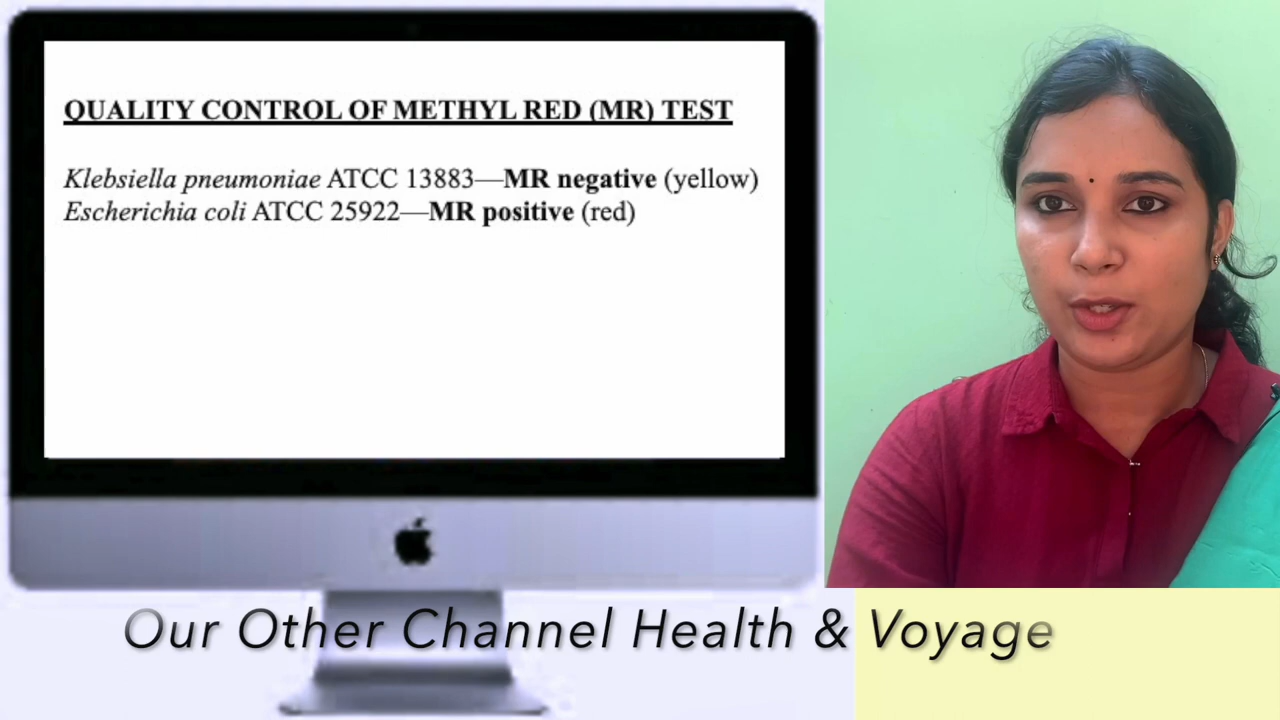 QUALITY CONTROL OF METHYL RED (MR) TEST
Klebsiella pneumoniae ATCC 13883—MR negative (yellow)
Escherichia coli ATCC 25922—MR positive (red)
Our Other Channel Health & Voyage